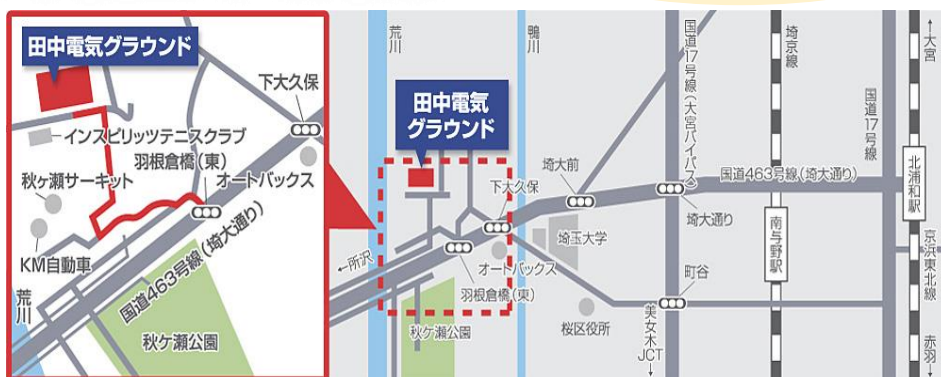 田中電気グラウンド
下大久保
インスピリッツテニスクラブ
羽根倉橋(東)
秋ヶ瀬サーキット
オートバックス
KM自動車
国道463号線(埼大通り)
荒川
秋ヶ瀬公園
荒川
鴨川
国道17号線(大宮バイパス)
埼京線
国道17号線
↑大宮
田中電気
グラウンド
下大久保
埼大前
国道463号線(埼大通り)
埼大通り
北浦和駅
埼玉大学
南与野駅
←所沢
オートバックス
羽根倉橋(東)
町谷
京浜東北線
秋ケ瀬公園
桜区役所
美女木
JCT
↓
赤羽↓